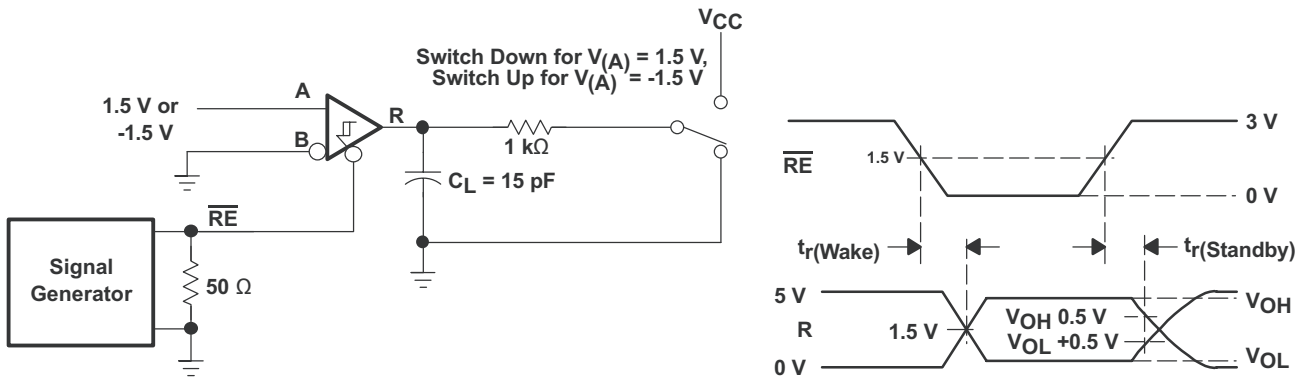 VCC
Switch Down for V(A) = 1.5 V,
Switch Up for V(A) = -1.5 V
A
1.5 V or
-1.5 V
B
R
1 kΩ
CL = 15 pF
RE
Signal
Generator
50 Ω
3 V
1.5 V
RE
0 V
tr(Wake)
tr(Standby)
5 V
VOH
R
1.5 V
VOH 0.5 V
VOL +0.5 V
0 V
VOL